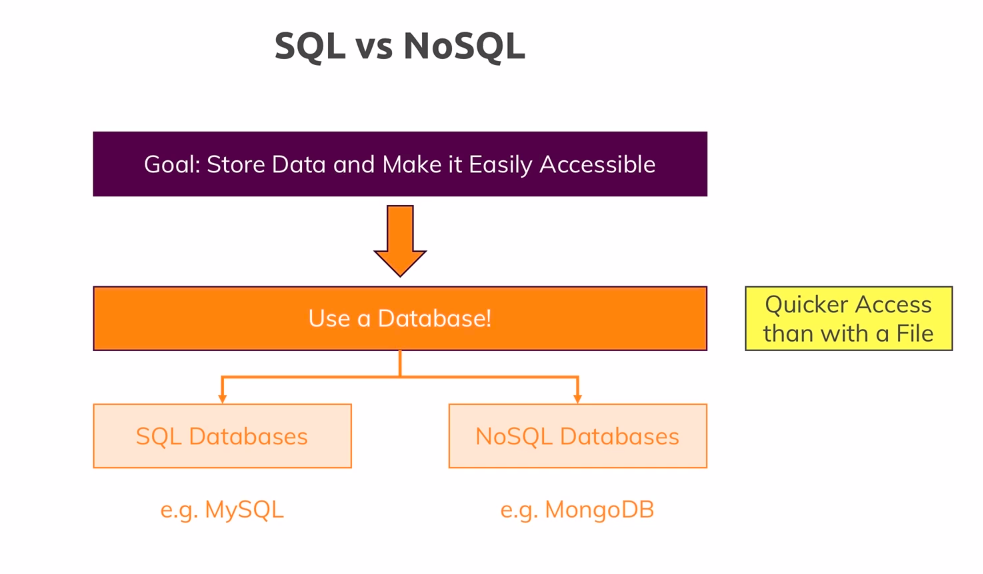 SQL vs NoSQL
Goal: Store Data and Make it Easily Accessible
Use a Database!
Quicker Access
than with a File
SQL Databases
NoSQL Databases
e.g. MySQL
e.g. MongoDB